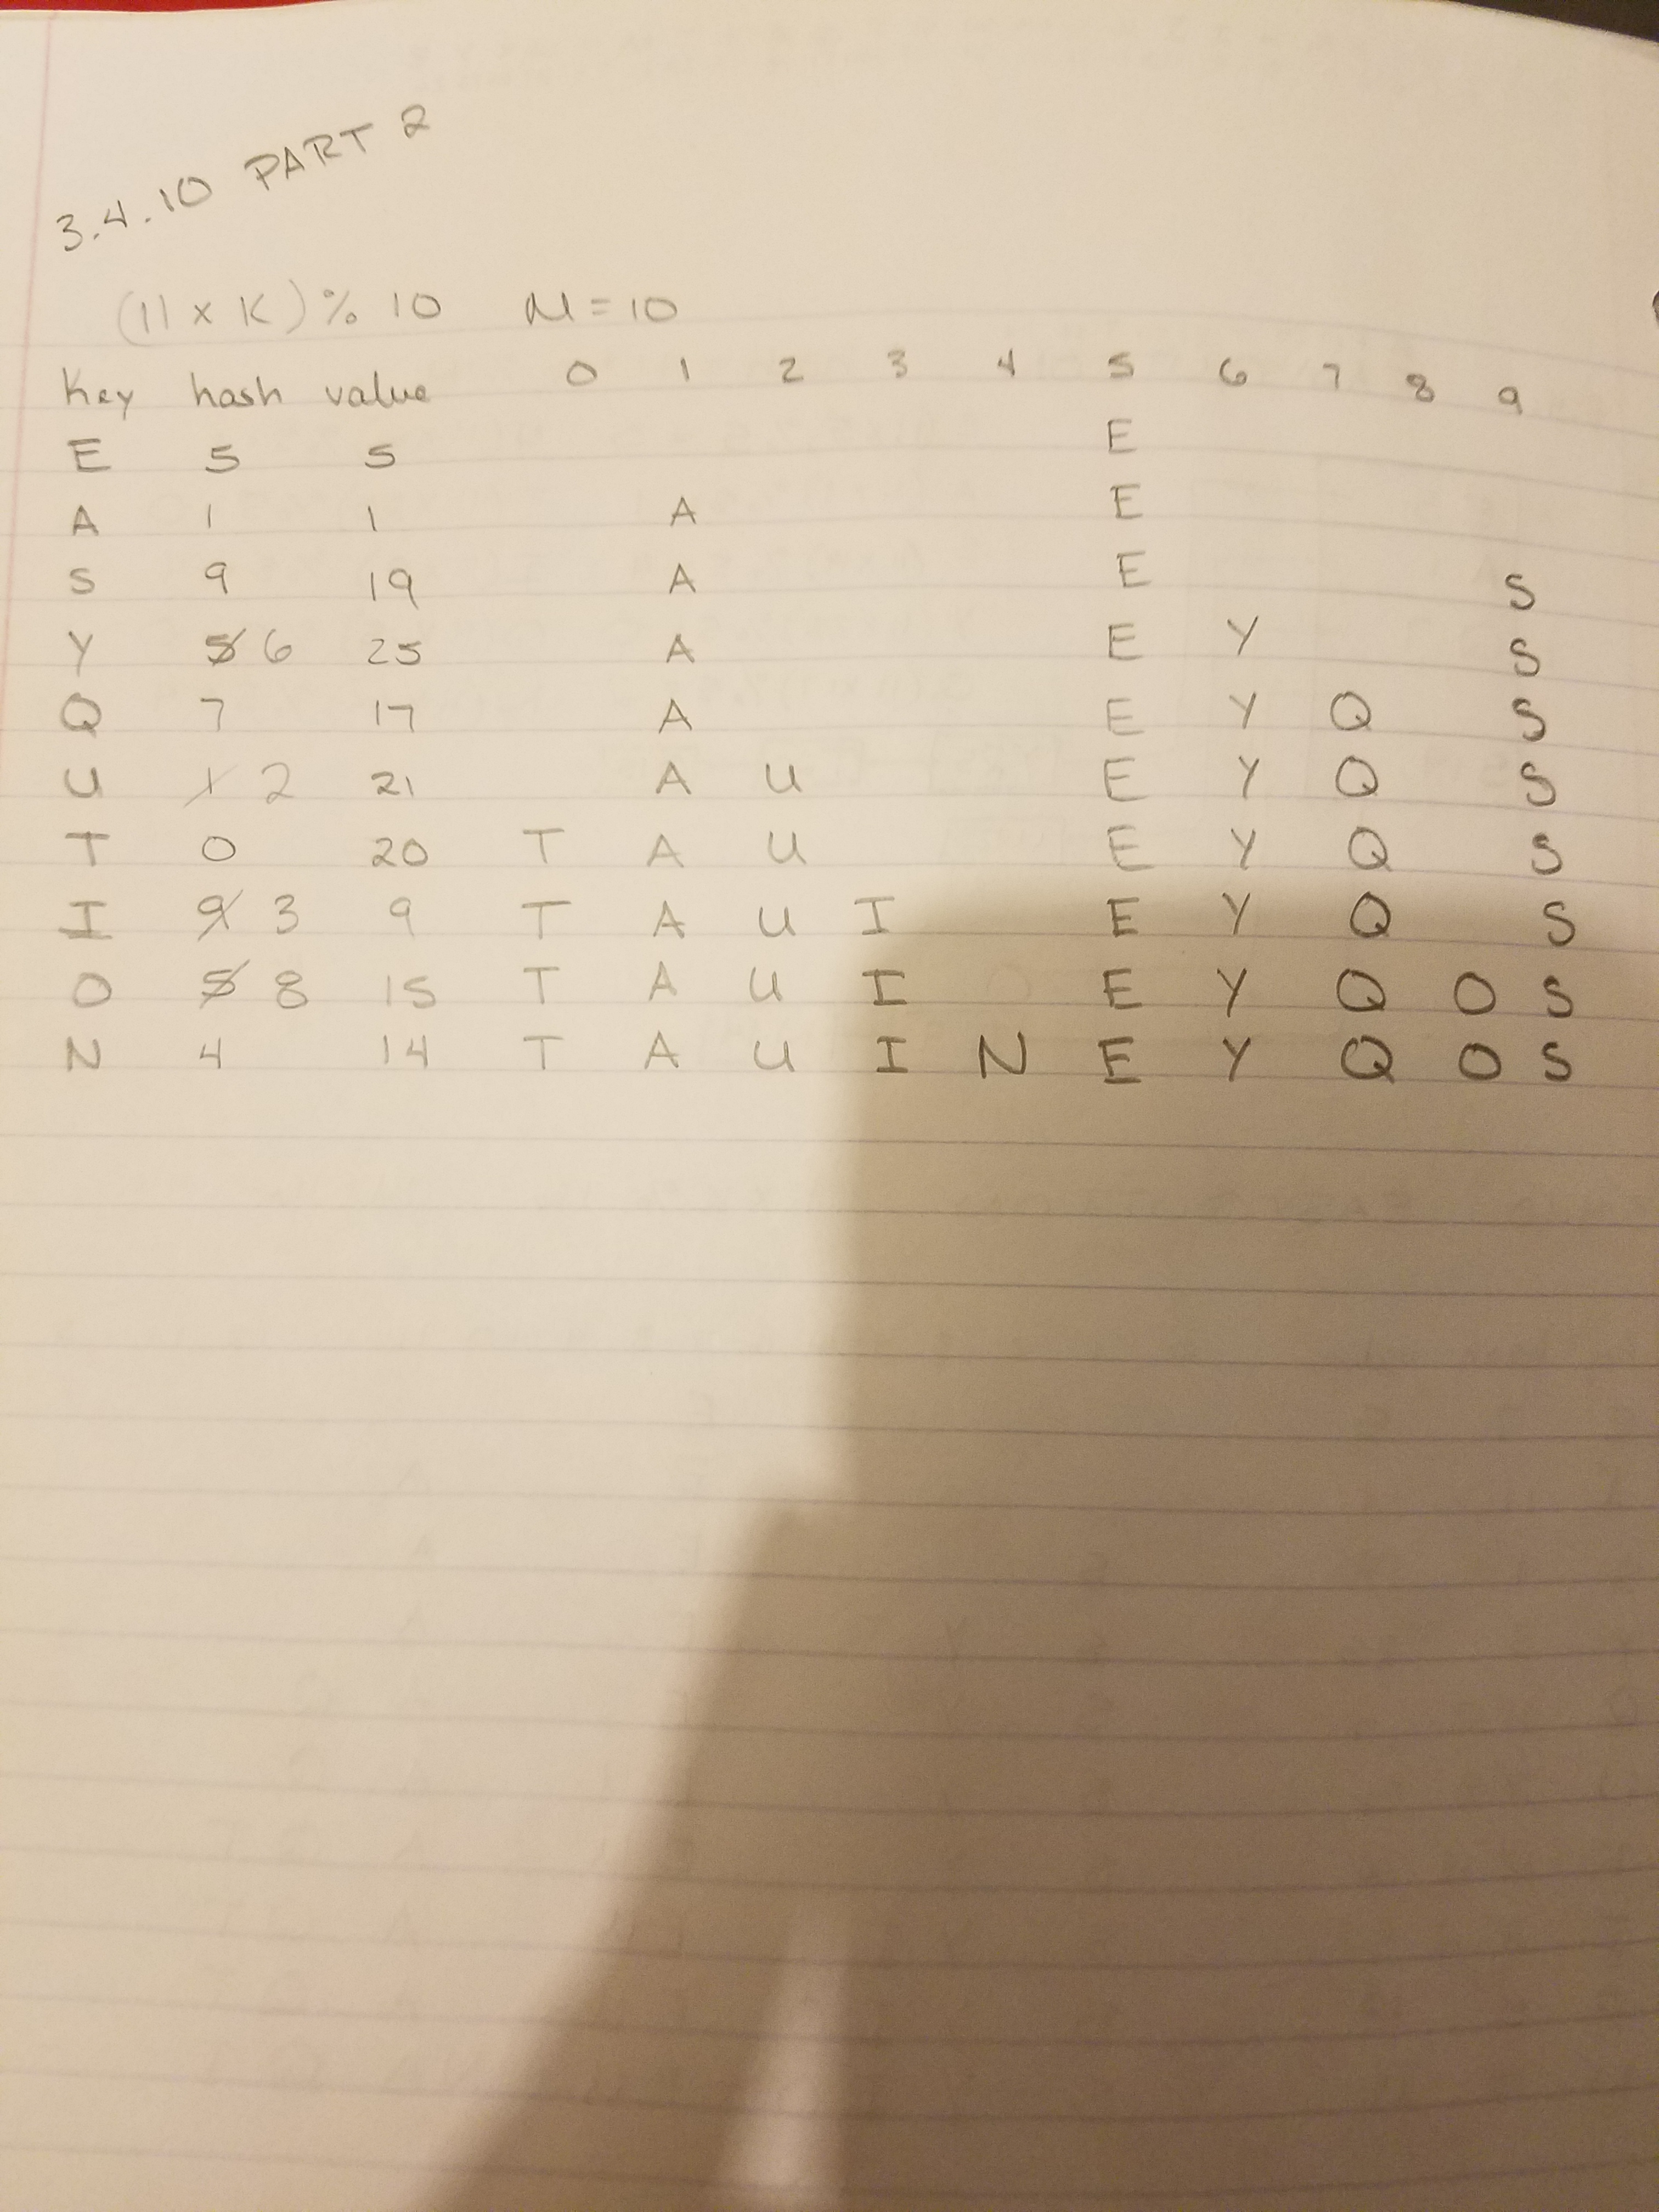 3.4.10 PART 2
(11 x K) % 10 M = 10
Key hash value 0 1 2 3 4 5 6 7 8 9
E 5 5 E
A 1 1 A E
S 9 19 A E S
Y 5 6 25 A E Y S
Q 7 17 A E Y Q S
U 1 2 21 A U E Y Q S
T 0 20 T A U E Y Q S
I 9 3 9 T A U I E Y Q S
O 5 8 15 T A U I E Y Q O S
N 4 14 T A U I N E Y Q O S